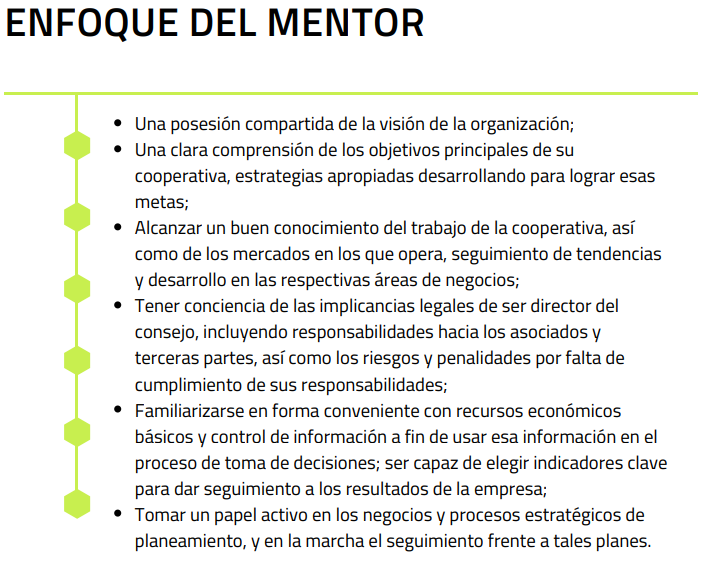 ENFOQUE DEL MENTOR
• Una posesión compartida de la visión de la organización;
• Una clara comprensión de los objetivos principales de su
cooperativa, estrategias apropiadas desarrollando para lograr esas
metas;
• Alcanzar un buen conocimiento del trabajo de la cooperativa, así
como de los mercados en los que opera, seguimiento de tendencias
y desarrollo en las respectivas áreas de negocios;
• Tener conciencia de las implicancias legales de ser director del
consejo, incluyendo responsabilidades hacia los asociados y
terceras partes, así como los riesgos y penalidades por falta de
cumplimiento de sus responsabilidades;
• Familiarizarse en forma conveniente con recursos económicos
básicos y control de información a fin de usar esa información en el
proceso de toma de decisiones; ser capaz de elegir indicadores clave
para dar seguimiento a los resultados de la empresa;
• Tomar un papel activo en los negocios y procesos estratégicos de
planeamiento, y en la marcha el seguimiento frente a tales planes.